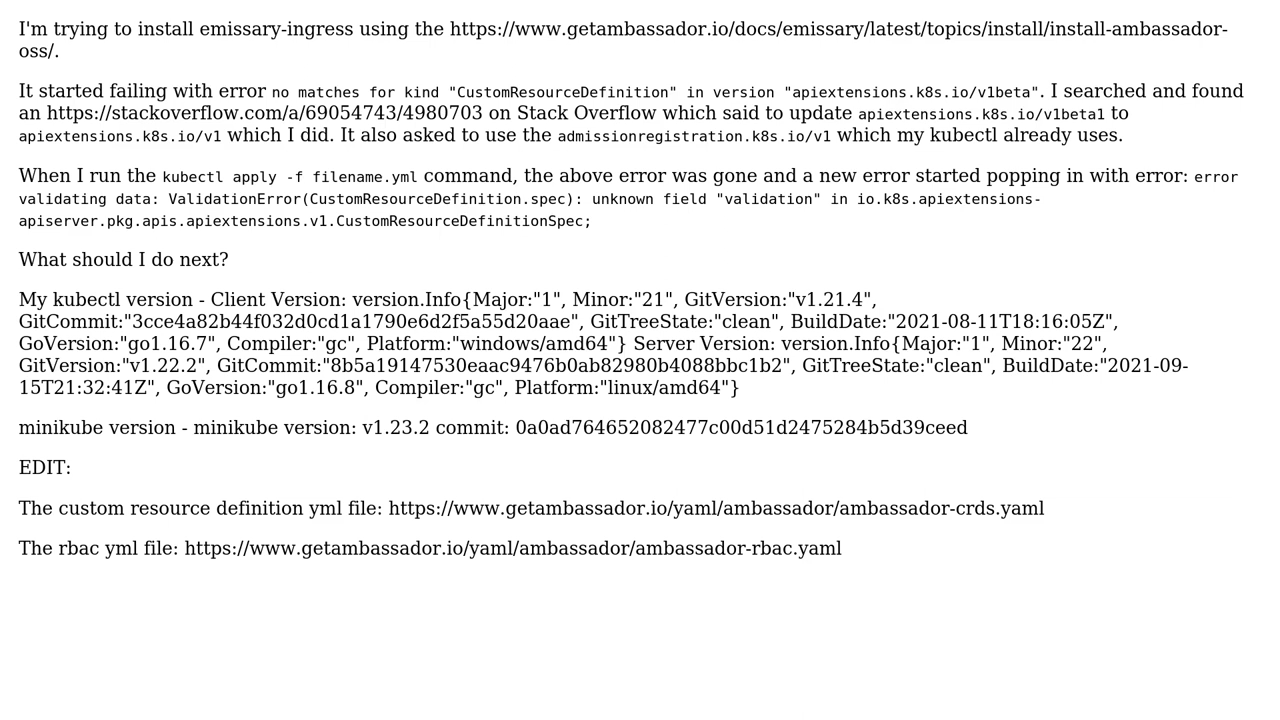 I'm trying to install emissary-ingress using the https://www.getambassador.io/docs/emissary/latest/topics/install/install-ambassador-
oss/.
It started failing with error no matches for kind "CustomResourceDefinition" in version "apiextensions.k8s.io/v1beta". I searched and found
an https://stackoverflow.com/a/69054743/4980703 on Stack Overflow which said to update apiextensions.k8s.io/v1beta1 to
apiextensions.k8s.io/v1 which I did. It also asked to use the admissionregistration.k8s.io/v1 which my kubectl already uses.
When I run the kubectl apply -f filename.yml command, the above error was gone and a new error started popping in with error: error
validating data: ValidationError(CustomResourceDefinition.spec): unknown field "validation" in io.k8s.apiextensions-
apiserver.pkg.apis.apiextensions.v1.CustomResourceDefinitionSpec;
What should I do next?
My kubectl version - Client Version: version.Info{Major:"1", Minor:"21", GitVersion:"v1.21.4",
GitCommit:"3cce4a82b44f032d0cd1a1790e6d2f5a55d20aae", GitTreeState:"clean", BuildDate:"2021-08-11T18:16:05Z",
GoVersion:"go1.16.7", Compiler:"gc", Platform:"windows/amd64"} Server Version: version.Info{Major:"1", Minor:"22",
GitVersion:"v1.22.2", GitCommit:"8b5a19147530eaac9476b0ab82980b4088bbc1b2", GitTreeState:"clean", BuildDate:"2021-09-
15T21:32:41Z", GoVersion:"go1.16.8", Compiler:"gc", Platform:"linux/amd64"}
minikube version - minikube version: v1.23.2 commit: 0a0ad764652082477c00d51d2475284b5d39ceed
EDIT:
The custom resource definition yml file: https://www.getambassador.io/yaml/ambassador/ambassador-crds.yaml
The rbac yml file: https://www.getambassador.io/yaml/ambassador/ambassador-rbac.yaml